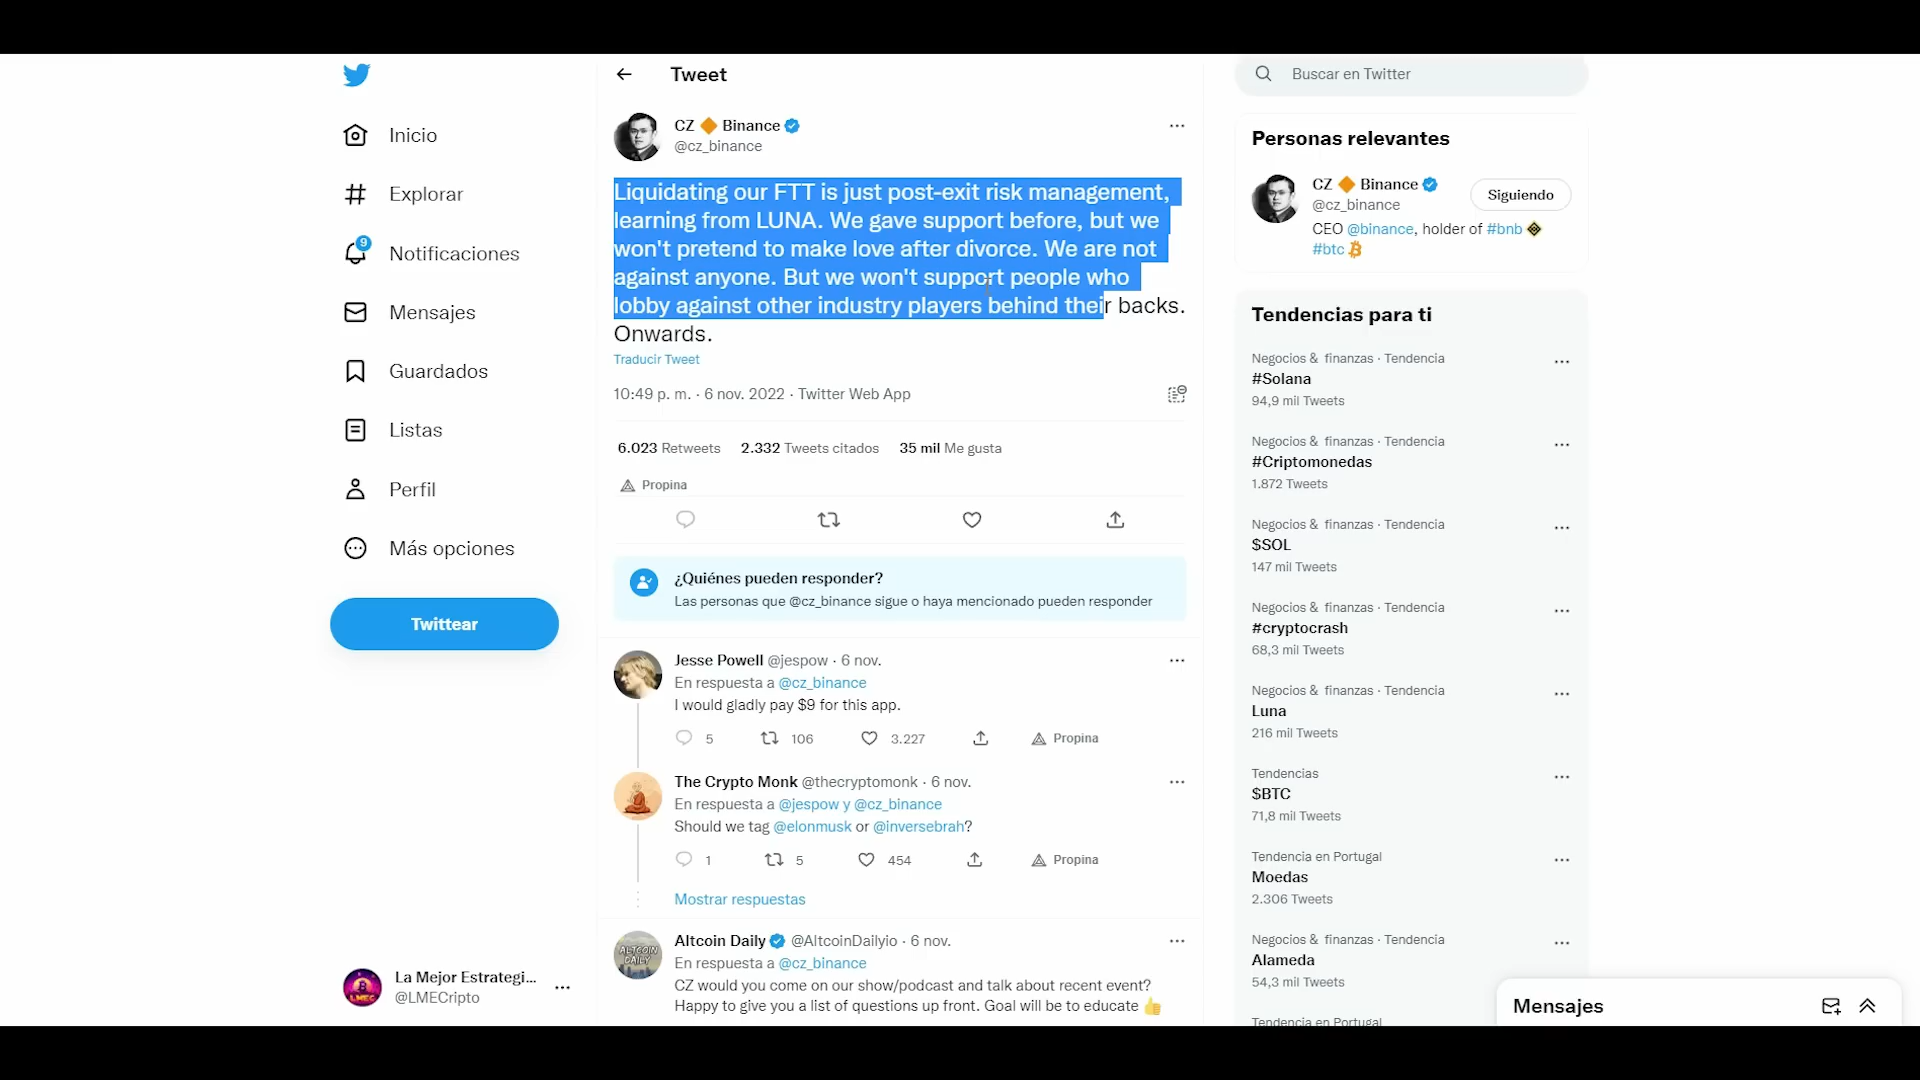 Inicio
Explorar
9
Notificaciones
Mensajes
Guardados
Listas
Perfil
Más opciones
Twittear
La Mejor Estrategi...
@LMECripto
Tweet
CZ Binance
@cz_binance
Liquidating our FTT is just post-exit risk management,
learning from LUNA. We gave support before, but we
won't pretend to make love after divorce. We are not
against anyone. But we won't support people who
lobby against other industry players behind their backs.
Onwards.
Traducir Tweet
10:49 p. m. · 6 nov. 2022 · Twitter Web App
6.023 Retweets 2.332 Tweets citados 35 mil Me gusta
Propina
¿Quiénes pueden responder?
Las personas que @cz_binance sigue o haya mencionado pueden responder
Jesse Powell @jespow · 6 nov.
En respuesta a @cz_binance
I would gladly pay $9 for this app.
5 106 3.227 Propina
The Crypto Monk @thecryptomonk · 6 nov.
En respuesta a @jespow y @cz_binance
Should we tag @elonmusk or @inversebrah?
1 5 454 Propina
Mostrar respuestas
ALTCOIN
DAILY
Altcoin Daily @AltcoinDailyio · 6 nov.
En respuesta a @cz_binance
CZ would you come on our show/podcast and talk about recent event?
Happy to give you a list of questions up front. Goal will be to educate 👍
Buscar en Twitter
Personas relevantes
CZ Binance
@cz_binance
Siguiendo
CEO @binance, holder of #bnb
#btc
Tendencias para ti
Negocios & finanzas · Tendencia
#Solana
94,9 mil Tweets
Negocios & finanzas · Tendencia
#Criptomonedas
1.872 Tweets
Negocios & finanzas · Tendencia
$SOL
147 mil Tweets
Negocios & finanzas · Tendencia
#cryptocrash
68,3 mil Tweets
Negocios & finanzas · Tendencia
Luna
216 mil Tweets
Tendencias
$BTC
71,8 mil Tweets
Tendencia en Portugal
Moedas
2.306 Tweets
Negocios & finanzas · Tendencia
Alameda
54,3 mil Tweets
Tendencia en Portugal
Mensajes